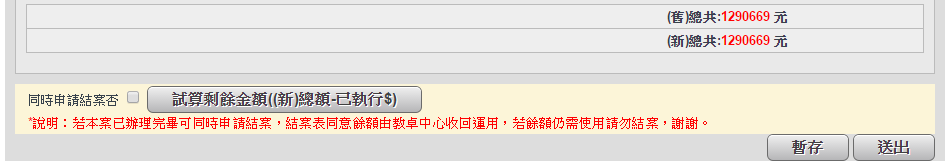 (舊)總共:1290669 元
(新)總共:1290669 元
同時申請結案否 試算剩餘金額((新)總額-已執行$)
*說明：若本案已辦理完畢可同時申請結案，結案表同意餘額由教卓中心收回運用，若餘額仍需使用請勿結案，謝謝。
暫存 送出